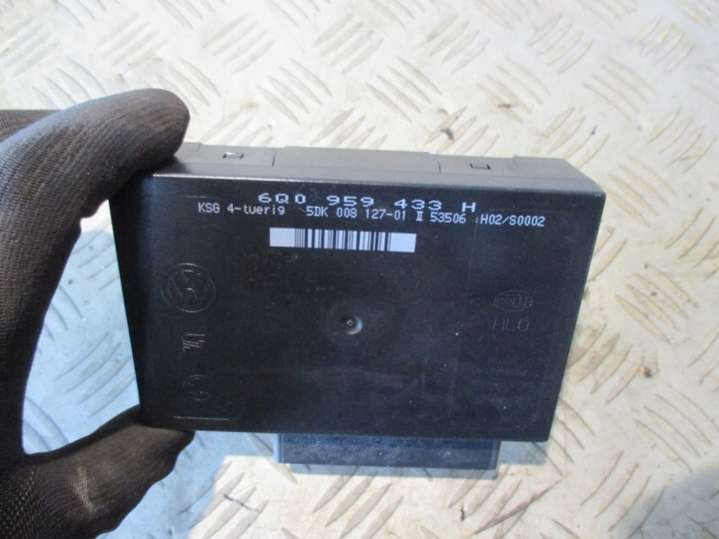 6Q0 959 433 H
KSG 4-tuerig 5DK 008 127-01 II 53506 :H02/S0002
HLO